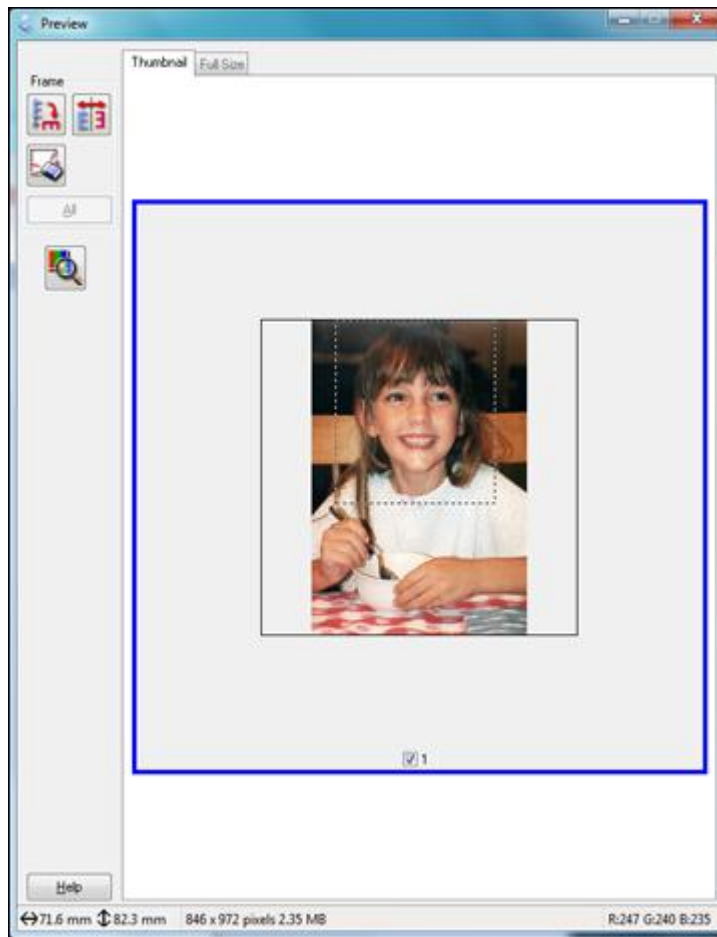 Preview
Thumbnail Full Size
Frame
All
1
Help
71.6 mm 82.3 mm 846 x 972 pixels 2.35 MB R:247 G:240 B:235